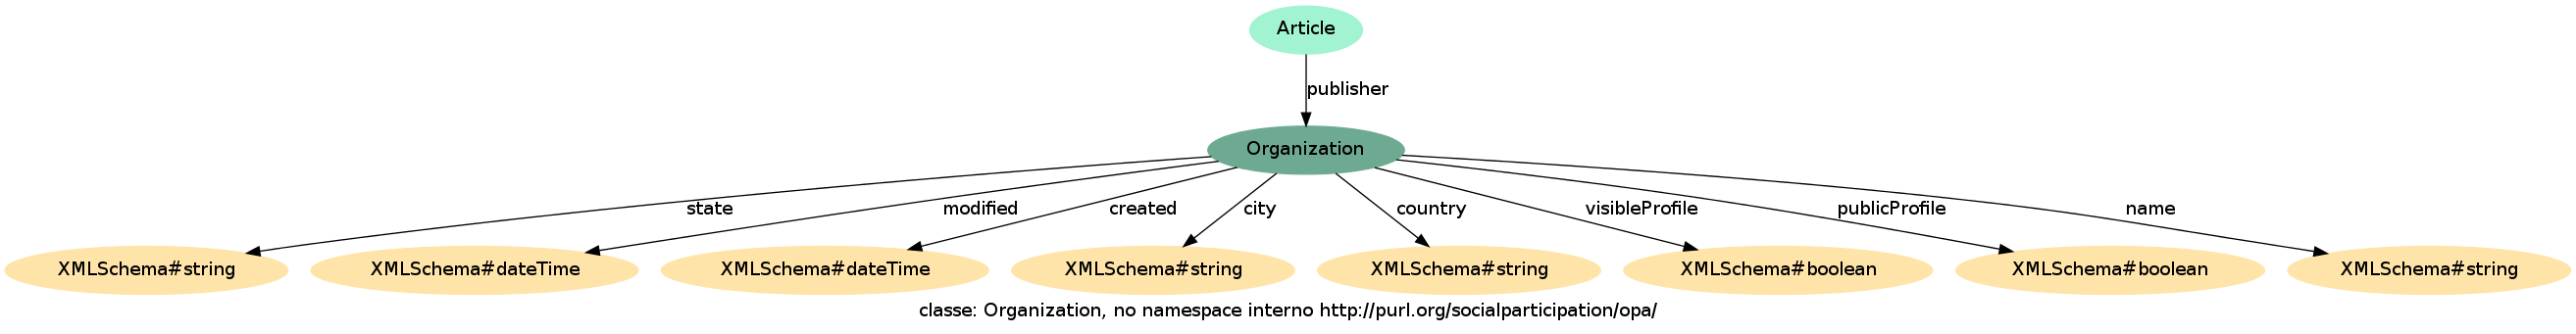 Article
publisher
Organization
state
modified
created
city
country
visibleProfile
publicProfile
name
XMLSchema#string
XMLSchema#dateTime
XMLSchema#dateTime
XMLSchema#string
XMLSchema#string
XMLSchema#boolean
XMLSchema#boolean
XMLSchema#string
classe: Organization, no namespace interno http://purl.org/socialparticipation/opa/